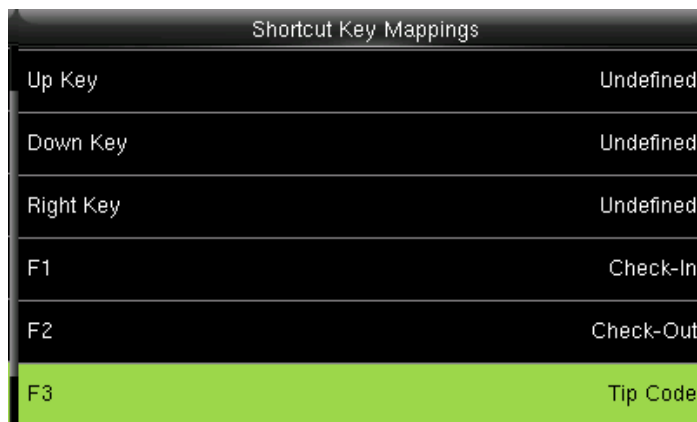 Shortcut Key Mappings
Up Key Undefined
Down Key Undefined
Right Key Undefined
F1 Check-In
F2 Check-Out
F3 Tip Code